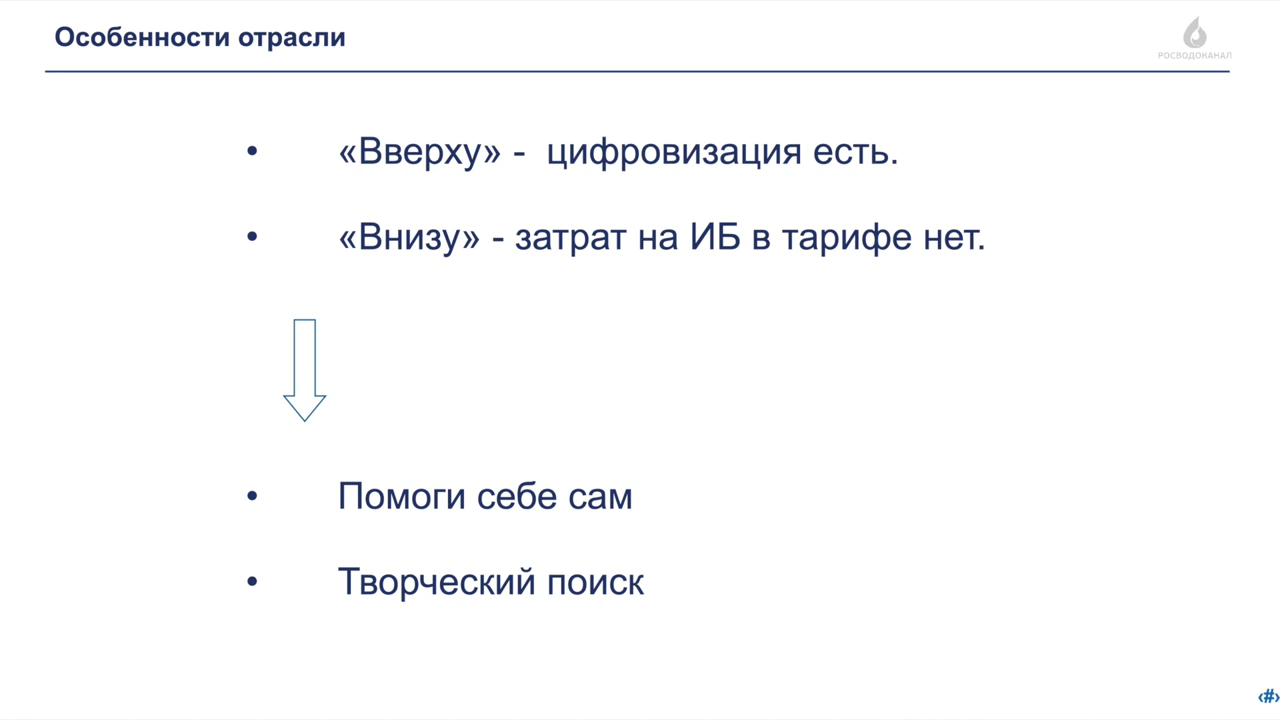 Особенности отрасли
РОСВОДОКАНАЛ
• «Вверху» - цифровизация есть.
• «Внизу» - затрат на ИБ в тарифе нет.
• Помоги себе сам
• Творческий поиск
‹#›